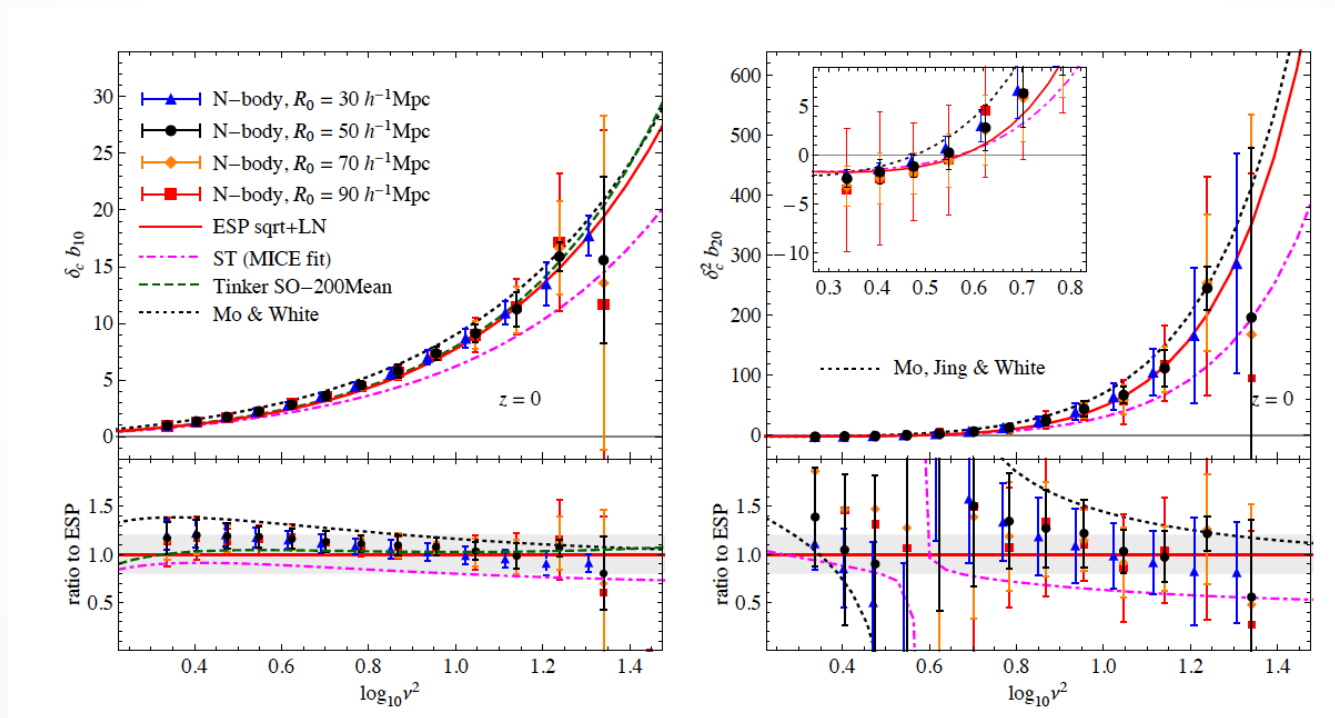 30
25
20
15
10
5
0
δc b10
N−body, R0 = 30 h−1Mpc
N−body, R0 = 50 h−1Mpc
N−body, R0 = 70 h−1Mpc
N−body, R0 = 90 h−1Mpc
ESP sqrt+LN
ST (MICE fit)
Tinker SO−200Mean
Mo & White
z = 0
1.5
1.0
0.5
ratio to ESP
0.4 0.6 0.8 1.0 1.2 1.4
log10ν2
600
500
400
300
200
100
0
δc2 b20
5
0
−5
−10
0.3 0.4 0.5 0.6 0.7 0.8
Mo, Jing & White
z = 0
1.5
1.0
0.5
ratio to ESP
0.4 0.6 0.8 1.0 1.2 1.4
log10ν2